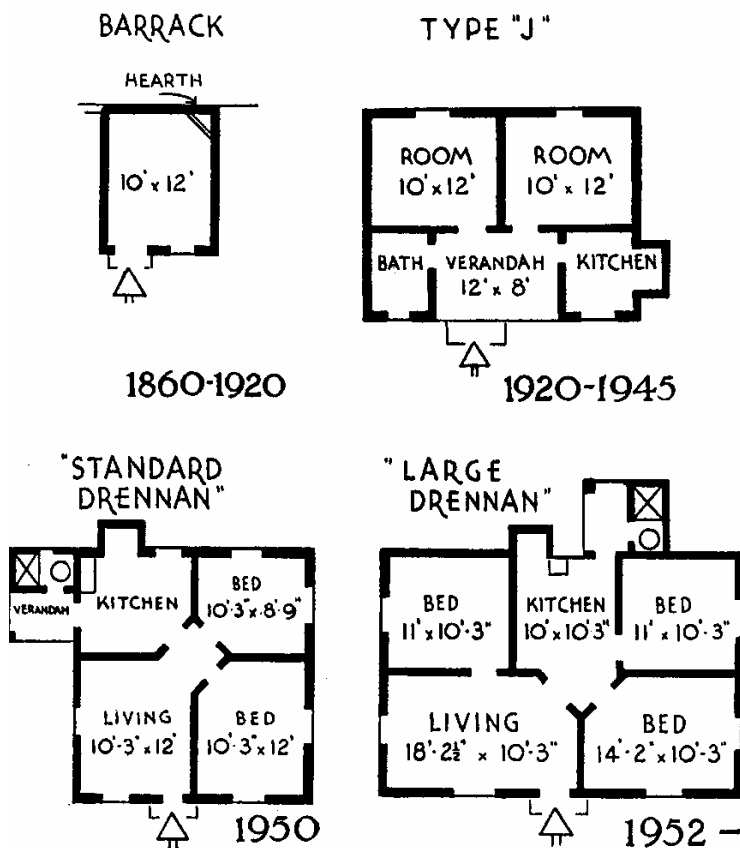 BARRACK
HEARTH
10' x 12'
1860-1920
TYPE "J"
ROOM
10' x 12'
ROOM
10' x 12'
BATH
VERANDAH
12' x 8'
KITCHEN
1920-1945
"STANDARD
DRENNAN"
VERANDAH
KITCHEN
BED
10'·3" x 8'·9"
LIVING
10'·3" x 12'
BED
10'·3" x 12'
1950
"LARGE
DRENNAN"
BED
11' x 10'·3"
KITCHEN
10' x 10'3"
BED
11' x 10'·3"
LIVING
18'·2½" x 10'·3"
BED
14'·2" x 10'·3"
1952 –